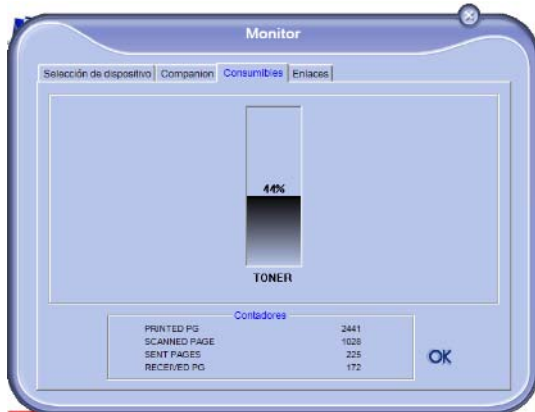 Monitor
Selección de dispositivo Companion Consumibles Enlaces
44%
TONER
Contadores
PRINTED PG 2441
SCANNED PAGE 1028
SENT PAGES 225
RECEIVED PG 172
OK